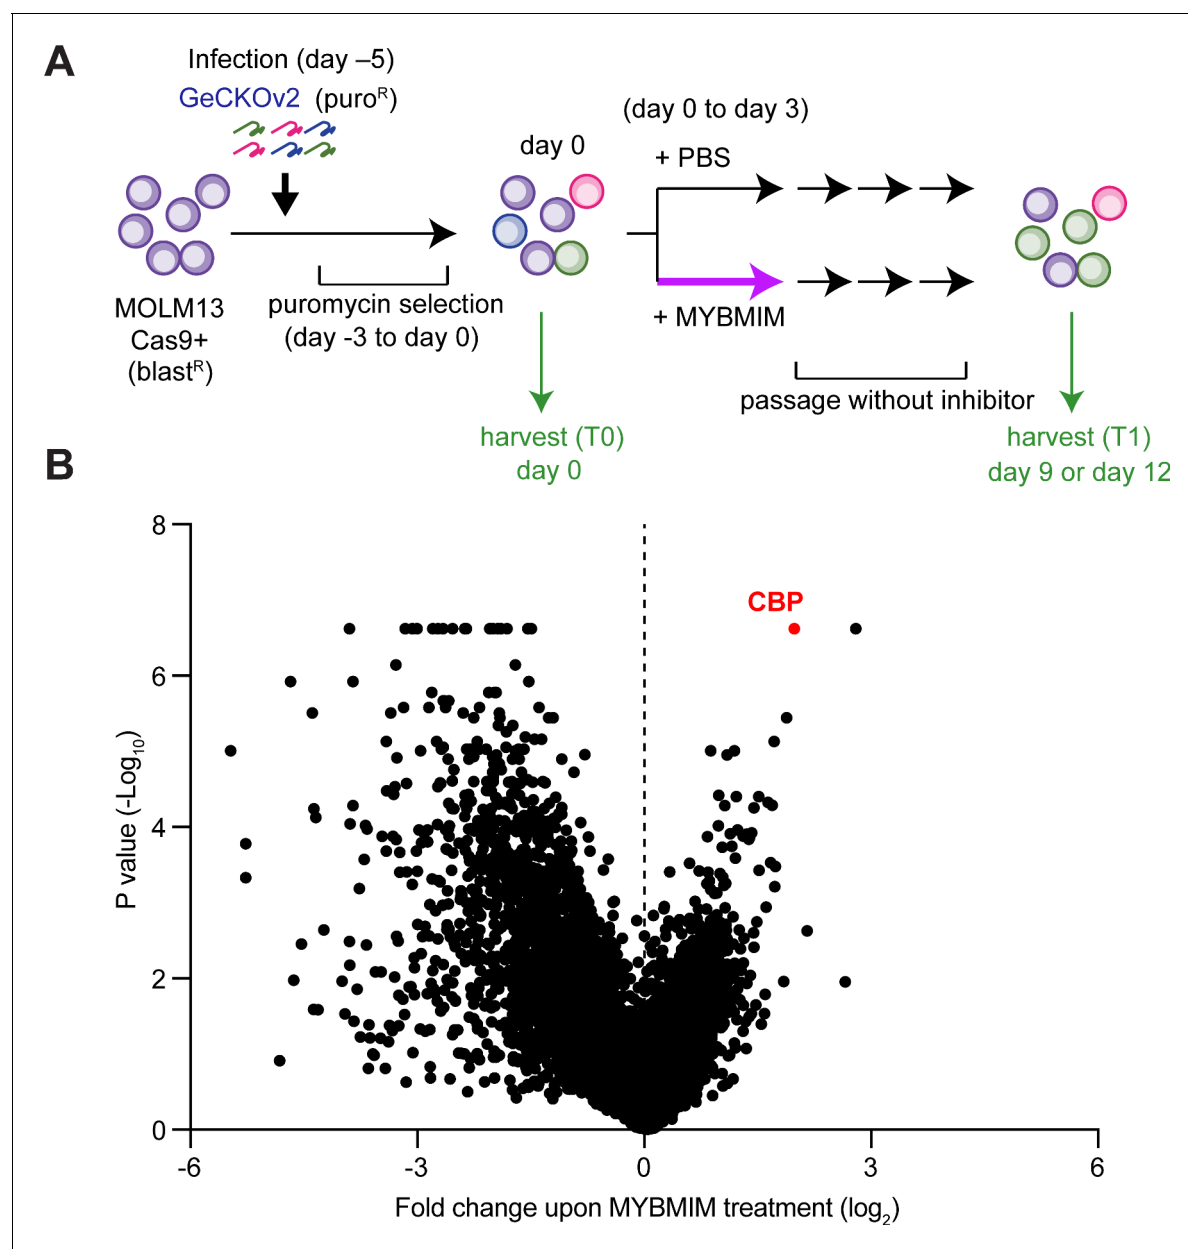 A
Infection (day –5)
GeCKOv2 (puroR)
MOLM13
Cas9+
(blastR)
puromycin selection
(day -3 to day 0)
day 0
harvest (T0)
day 0
(day 0 to day 3)
+ PBS
+ MYBMIM
passage without inhibitor
harvest (T1)
day 9 or day 12
B
P value (-Log10)
8
6
4
2
0
CBP
-6
-3
0
3
6
Fold change upon MYBMIM treatment (log2)